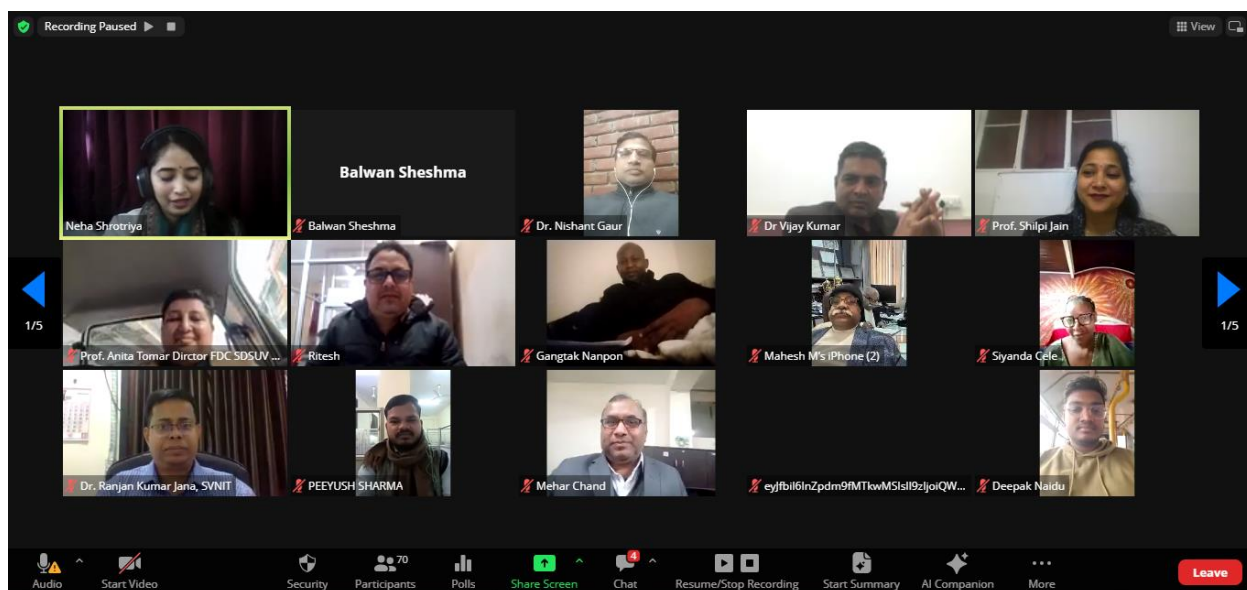 Recording Paused
View
Neha Shrotriya
Balwan Sheshma
Balwan Sheshma
Dr. Nishant Gaur
Dr Vijay Kumar
Prof. Shilpi Jain
1/5
Prof. Anita Tomar Dirctor FDC SDSUV ...
Ritesh
Gangtak Nanpon
Mahesh M's iPhone (2)
Siyanda Cele
1/5
Dr. Ranjan Kumar Jana, SVNIT
PEEYUSH SHARMA
Mehar Chand
Deepak Naidu
Audio
Start Video
Security
Participants
70
Polls
Share Screen
Chat
4
Resume/Stop Recording
Start Summary
AI Companion
More
Leave